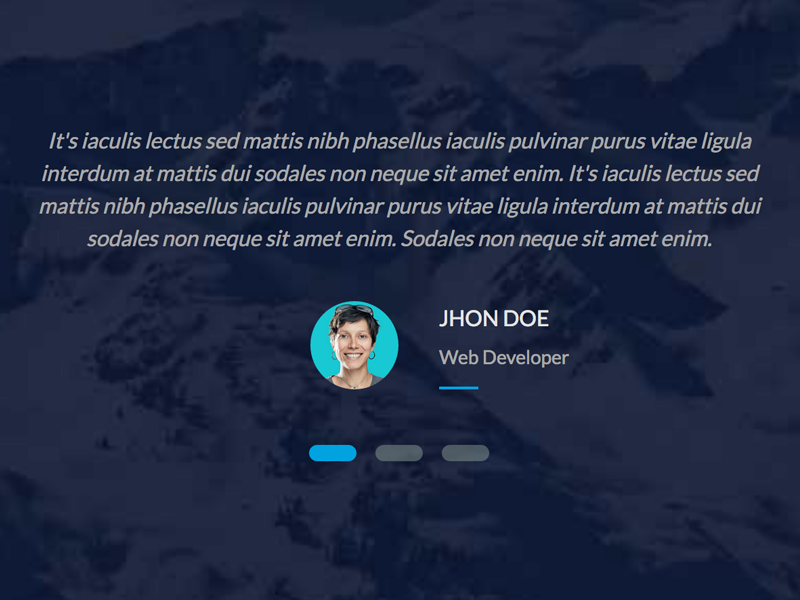 It's iaculis lectus sed mattis nibh phasellus iaculis pulvinar purus vitae ligula
interdum at mattis dui sodales non neque sit amet enim. It's iaculis lectus sed
mattis nibh phasellus iaculis pulvinar purus vitae ligula interdum at mattis dui
sodales non neque sit amet enim. Sodales non neque sit amet enim.
JHON DOE
Web Developer